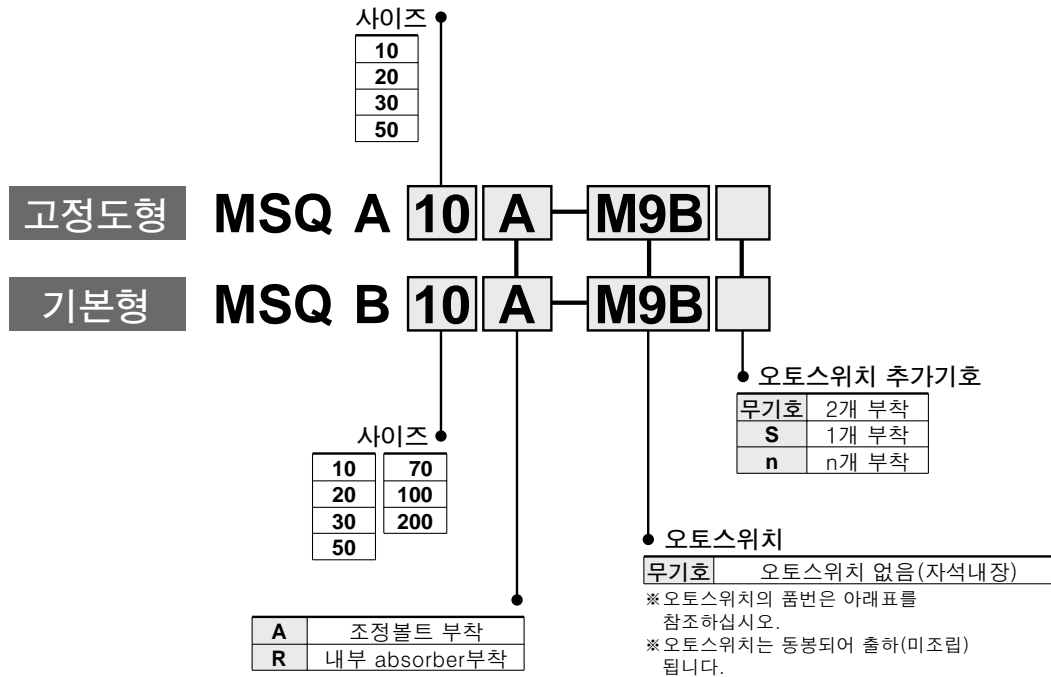 사이즈
10
20
30
50
고정도형 MSQ A 10 A M9B
기본형 MSQ B 10 A M9B
오토스위치 추가기호
무기호 2개 부착
S 1개 부착
n n개 부착
사이즈
10 70
20 100
30 200
50
오토스위치
무기호 오토스위치 없음(자석내장)
※오토스위치의 품번은 아래표를
참조하십시오.
※오토스위치는 동봉되어 출하(미조립)
됩니다.
A 조정볼트 부착
R 내부 absorber부착